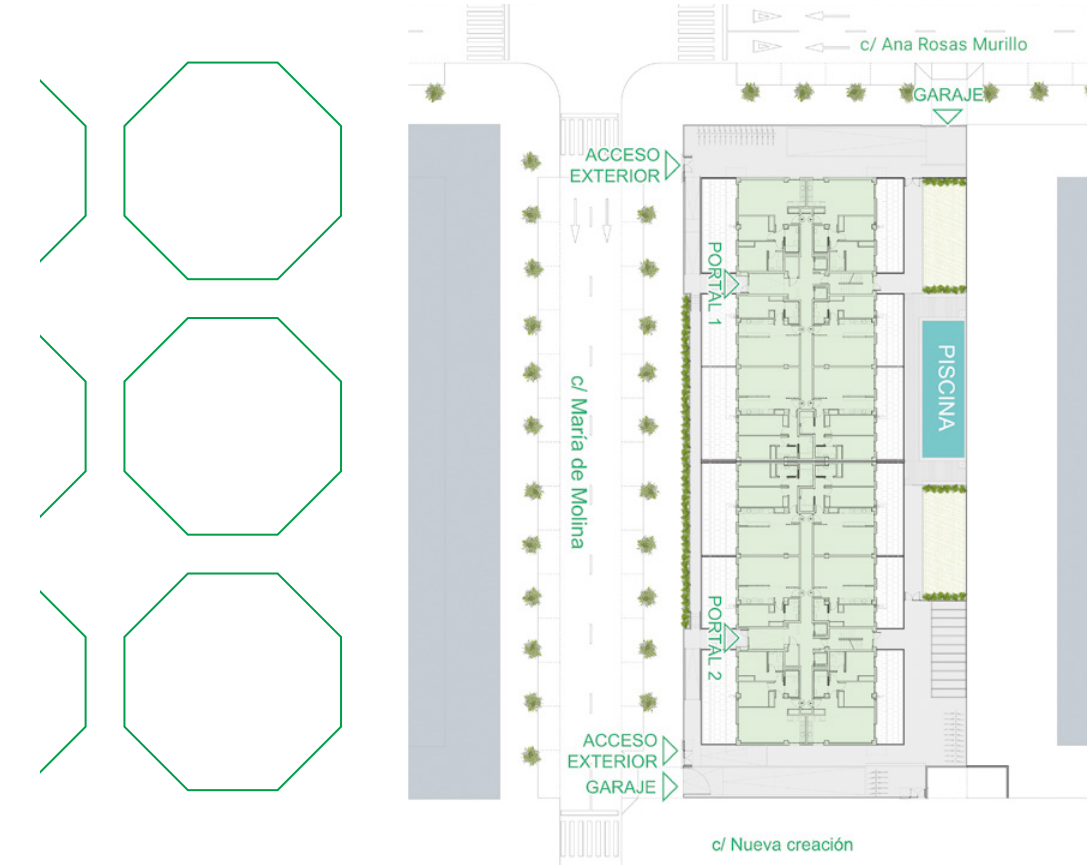 c/ Ana Rosas Murillo
GARAJE
ACCESO
EXTERIOR
PORTAL 1
PISCINA
c/ María de Molina
PORTAL 2
ACCESO
EXTERIOR
GARAJE
c/ Nueva creación